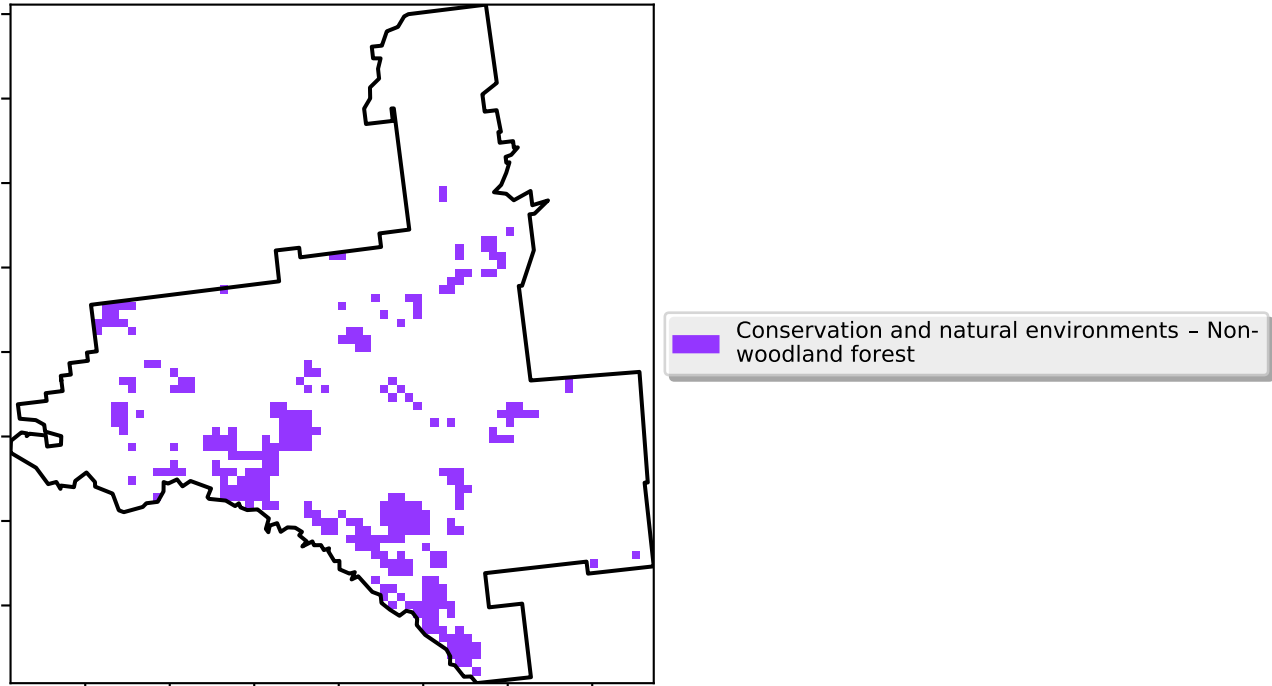 Conservation and natural environments – Non-
woodland forest